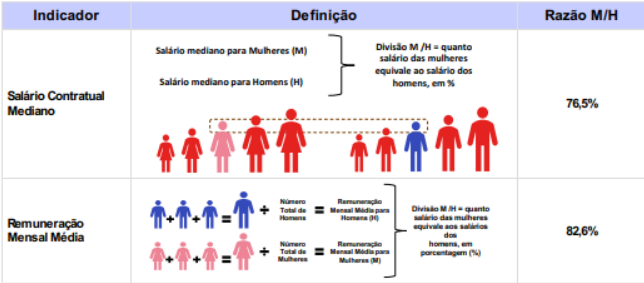 Indicador Definição Razão M/H
Salário mediano para Mulheres (M)
Salário mediano para Homens (H)
Divisão M /H = quanto
salário das mulheres
equivale ao salário dos
homens, em %
Salário Contratual
Mediano
76,5%
Remuneração
Mensal Média
Número
Total de
Homens
Remuneração
Mensal Média para
Homens (H)
Número
Total de
Mulheres
Remuneração
Mensal Média para
Mulheres (M)
+ + = ÷ =
+ + = ÷ =
Divisão M /H = quanto
salário das mulheres
equivale aos salários
dos
homens, em
porcentagem (%)
82,6%